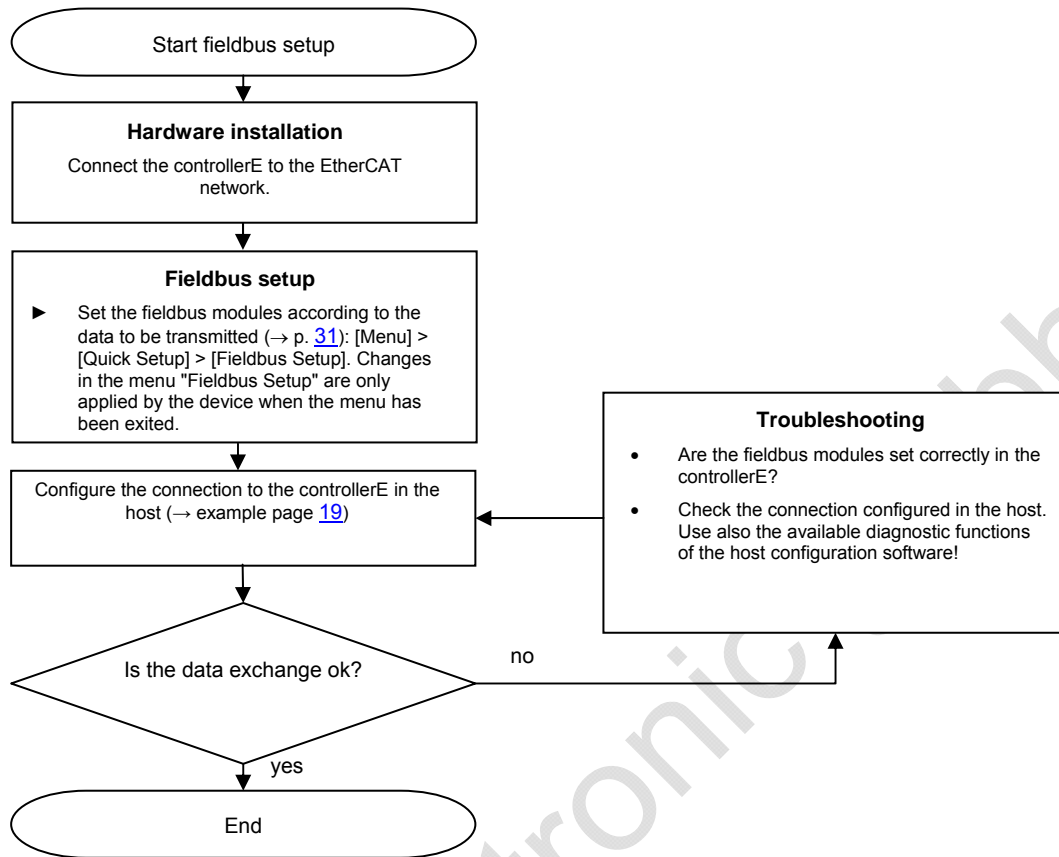 Start fieldbus setup
Hardware installation
Connect the controllerE to the EtherCAT
network.
Fieldbus setup
► Set the fieldbus modules according to the
data to be transmitted (→ p. 31): [Menu] >
[Quick Setup] > [Fieldbus Setup]. Changes
in the menu "Fieldbus Setup" are only
applied by the device when the menu has
been exited.
Configure the connection to the controllerE in the
host (→ example page 19)
Troubleshooting
• Are the fieldbus modules set correctly in the
controllerE?
• Check the connection configured in the host.
Use also the available diagnostic functions
of the host configuration software!
Is the data exchange ok?
no
yes
End